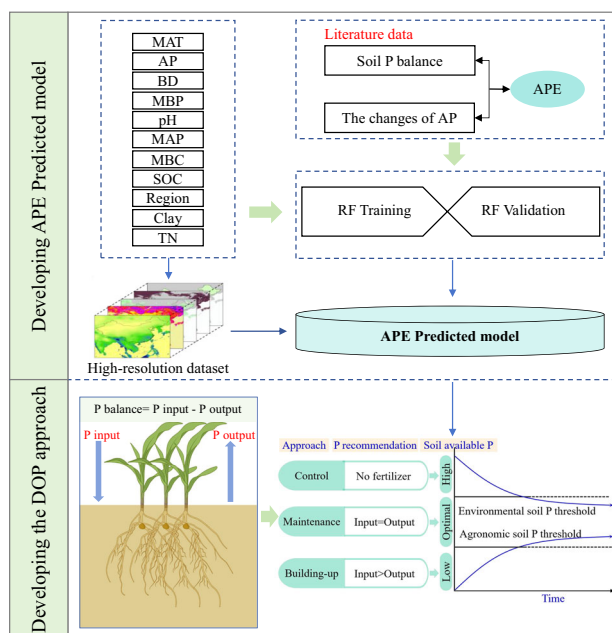 Developing APE Predicted model
MAT
AP
BD
MBP
pH
MAP
MBC
SOC
Region
Clay
TN
High-resolution dataset
Literature data
Soil P balance
The changes of AP
APE
RF Training
RF Validation
APE Predicted model
Developing the DOP approach
P balance= P input - P output
P input
P output
Approach P recommendation Soil available P
Control No fertilizer High
Maintenance Input=Output Optimal
Building-up Input>Output Low
Environmental soil P threshold
Agronomic soil P threshold
Time